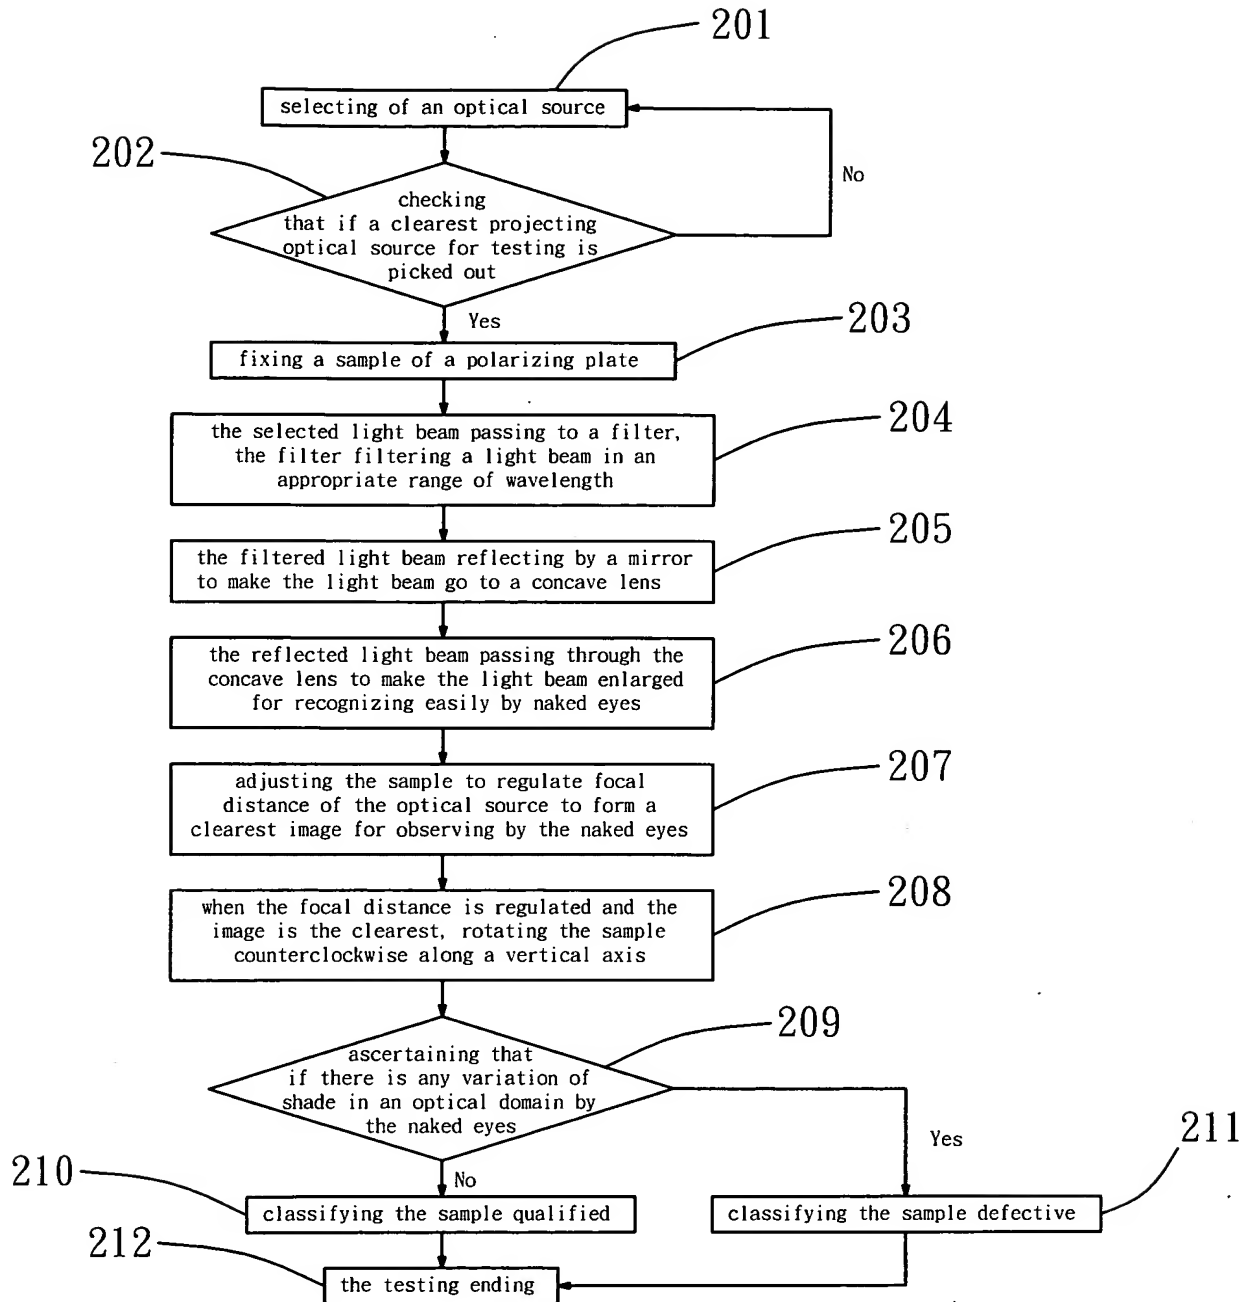 201
selecting of an optical source
202
No
checking
that if a clearest projecting
optical source for testing is
picked out
Yes
203
fixing a sample of a polarizing plate
204
the selected light beam passing to a filter,
the filter filtering a light beam in an
appropriate range of wavelength
205
the filtered light beam reflecting by a mirror
to make the light beam go to a concave lens
206
the reflected light beam passing through the
concave lens to make the light beam enlarged
for recognizing easily by naked eyes
207
adjusting the sample to regulate focal
distance of the optical source to form a
clearest image for observing by the naked eyes
208
when the focal distance is regulated and the
image is the clearest, rotating the sample
counterclockwise along a vertical axis
209
ascertaining that
if there is any variation of
shade in an optical domain by
the naked eyes
Yes
211
210
No
classifying the sample qualified
classifying the sample defective
212
the testing ending